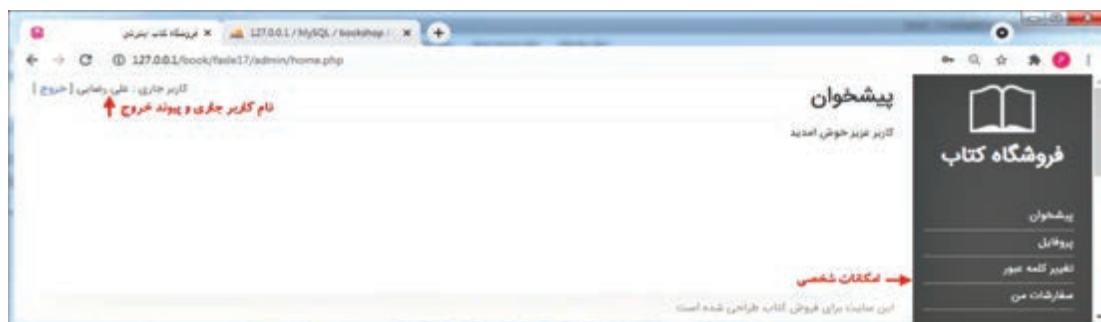 فروشگاه کتاب اینترنتی
127.0.0.1 / MySQL / bookshop /
127.0.0.1/book/fasle17/admin/home.php
کاربر جاری : علی رضایی [ خروج ]
نام کاربر جاری و پیوند خروج
پیشخوان
کاربر عزیز خوش آمدید
فروشگاه کتاب
پیشخوان
پروفایل
تغییر کلمه عبور
سفارشات من
امکانات شخصی
این سایت برای فروش کتاب طراحی شده است